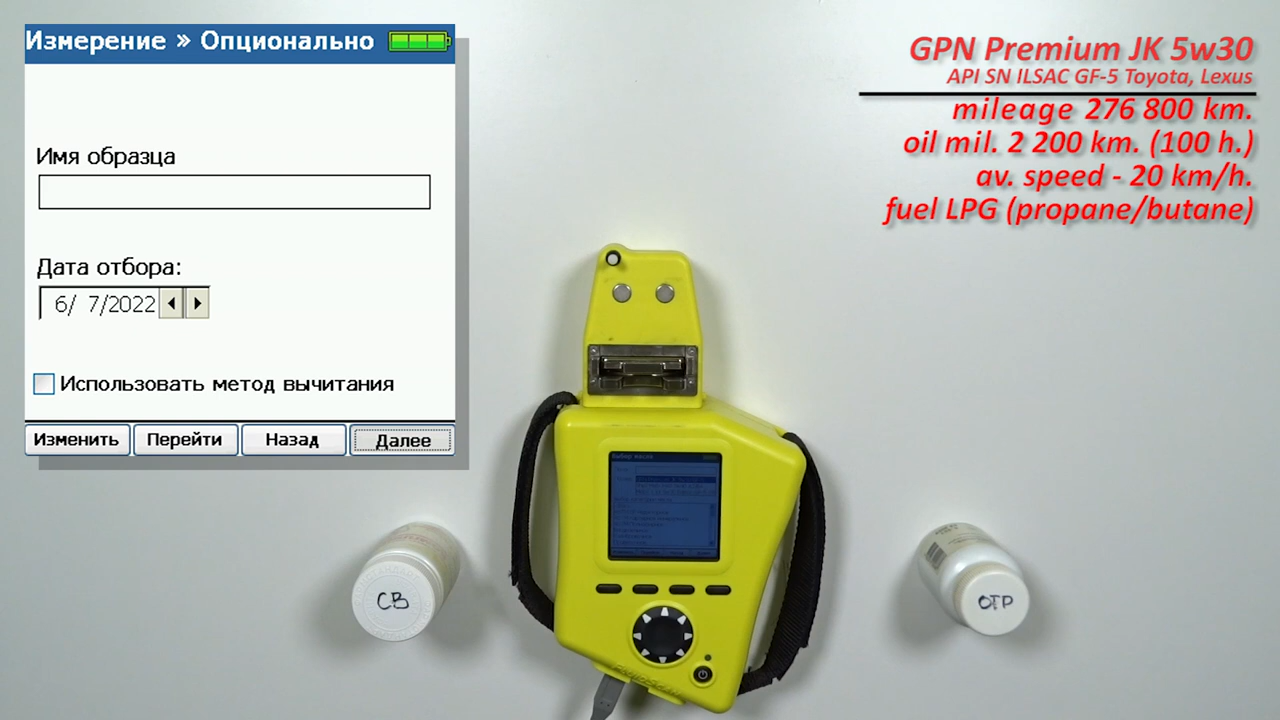 Измерение » Опционально
Имя образца
Дата отбора:
6/ 7/2022
Использовать метод вычитания
Изменить
Перейти
Назад
Далее
GPN Premium JK 5w30
API SN ILSAC GF-5 Toyota, Lexus
mileage 276 800 km.
oil mil. 2 200 km. (100 h.)
av. speed - 20 km/h.
fuel LPG (propane/butane)
СВ
ОТР